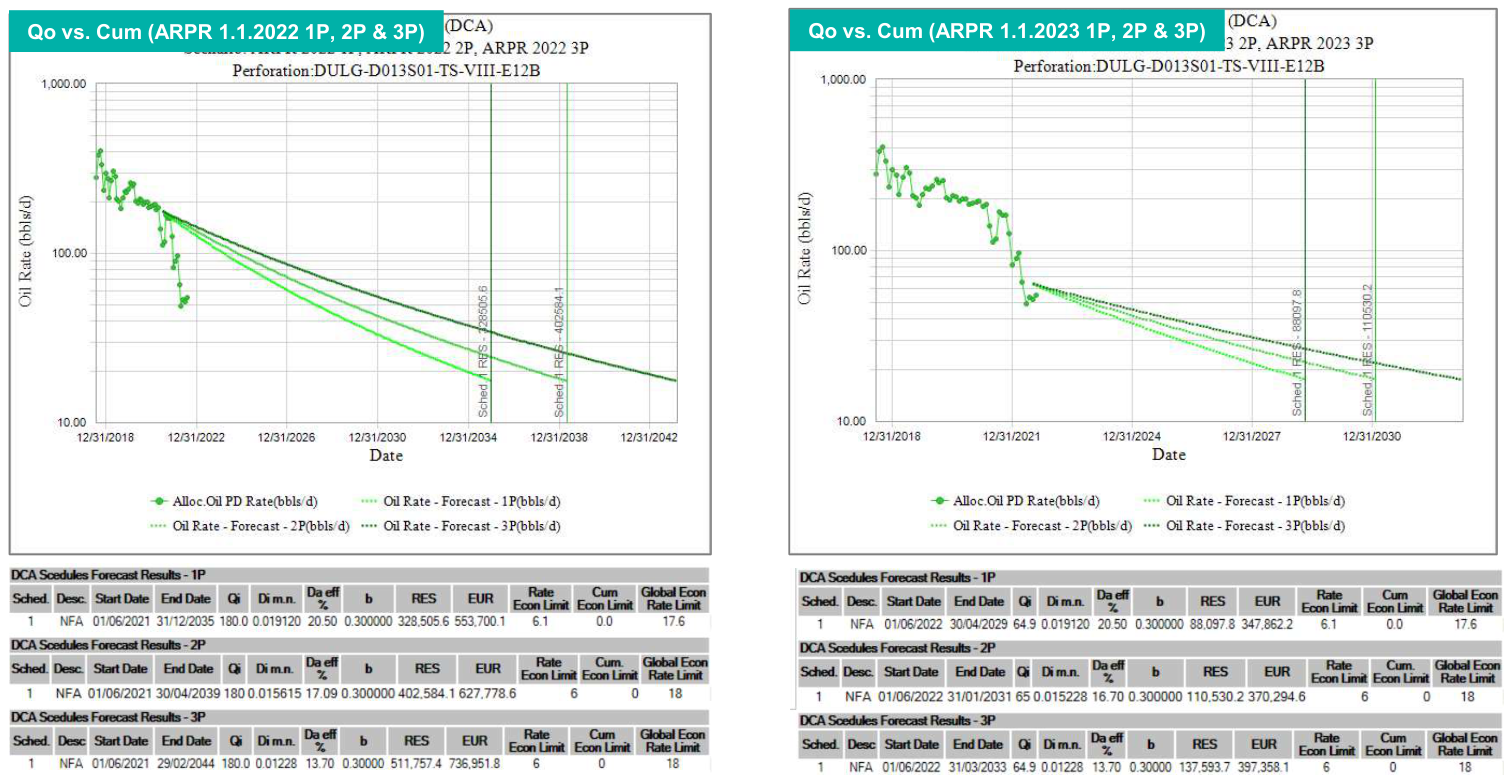 Qo vs. Cum (ARPR 1.1.2022 1P, 2P & 3P)
(DCA)
2P, ARPR 2022 3P
Perforation:DULG-D013S01-TS-VIII-E12B
Oil Rate (bbls/d)
1,000.00
100.00
10.00
Sched_1 RES - 328505.6
Sched_1 RES - 402584.1
12/31/2018 12/31/2022 12/31/2026 12/31/2030 12/31/2034 12/31/2038 12/31/2042
Date
Alloc.Oil PD Rate(bbls/d) Oil Rate - Forecast - 1P(bbls/d)
Oil Rate - Forecast - 2P(bbls/d) Oil Rate - Forecast - 3P(bbls/d)
DCA Scedules Forecast Results - 1P
Sched. Desc. Start Date End Date Qi Di m.n. Da eff % b RES EUR Rate Econ Limit Cum Econ Limit Global Econ Rate Limit
1 NFA 01/06/2021 31/12/2035 180.0 0.019120 20.50 0.300000 328,505.6 553,700.1 6.1 0.0 17.6
DCA Scedules Forecast Results - 2P
Sched. Desc. Start Date End Date Qi Di m.n. Da eff % b RES EUR Rate Econ Limit Cum. Econ Limit Global Econ Rate Limit
1 NFA 01/06/2021 30/04/2039 180 0.015615 17.09 0.300000 402,584.1 627,778.6 6 0 18
DCA Scedules Forecast Results - 3P
Sched. Desc Start Date End Date Qi Di m.n. Da eff % b RES EUR Rate Econ Limit Cum Econ Limit Global Econ Rate Limit
1 NFA 01/06/2021 29/02/2044 180.0 0.01228 13.70 0.30000 511,757.4 736,951.8 6 0 18
Qo vs. Cum (ARPR 1.1.2023 1P, 2P & 3P)
(DCA)
3 2P, ARPR 2023 3P
Perforation:DULG-D013S01-TS-VIII-E12B
Oil Rate (bbls/d)
1,000.00
100.00
10.00
Sched_1 RES - 88097.8
Sched_1 RES - 110530.2
12/31/2018 12/31/2021 12/31/2024 12/31/2027 12/31/2030
Date
Alloc.Oil PD Rate(bbls/d) Oil Rate - Forecast - 1P(bbls/d)
Oil Rate - Forecast - 2P(bbls/d) Oil Rate - Forecast - 3P(bbls/d)
DCA Scedules Forecast Results - 1P
Sched. Desc. Start Date End Date Qi Di m.n. Da eff % b RES EUR Rate Econ Limit Cum Econ Limit Global Econ Rate Limit
1 NFA 01/06/2022 30/04/2029 64.9 0.019120 20.50 0.300000 88,097.8 347,862.2 6.1 0.0 17.6
DCA Scedules Forecast Results - 2P
Sched. Desc. Start Date End Date Qi Di m.n. Da eff % b RES EUR Rate Econ Limit Cum. Econ Limit Global Econ Rate Limit
1 NFA 01/06/2022 31/01/2031 65 0.015228 16.70 0.300000 110,530.2 370,294.6 6 0 18
DCA Scedules Forecast Results - 3P
Sched. Desc Start Date End Date Qi Di m.n. Da eff % b RES EUR Rate Econ Limit Cum Econ Limit Global Econ Rate Limit
1 NFA 01/06/2022 31/03/2033 64.9 0.01228 13.70 0.30000 137,593.7 397,358.1 6 0 18